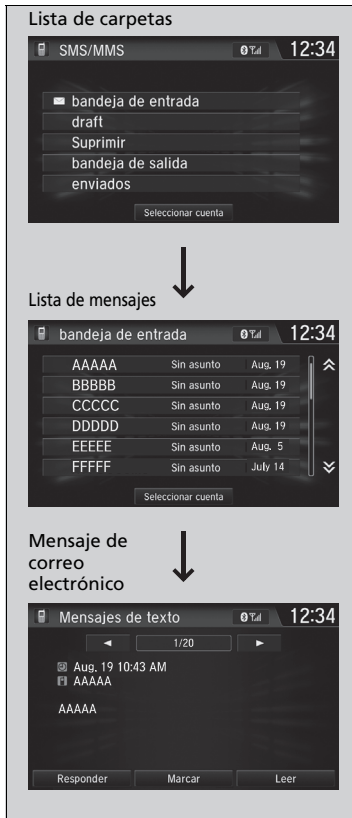 Lista de carpetas
SMS/MMS 12:34
bandeja de entrada
draft
Suprimir
bandeja de salida
enviados
Seleccionar cuenta
Lista de mensajes
bandeja de entrada 12:34
AAAAA Sin asunto Aug. 19
BBBBB Sin asunto Aug. 19
CCCCC Sin asunto Aug. 19
DDDDD Sin asunto Aug. 19
EEEEE Sin asunto Aug. 5
FFFFF Sin asunto July 14
Seleccionar cuenta
Mensaje de
correo
electrónico
Mensajes de texto 12:34
◄ 1/20 ►
Aug. 19 10:43 AM
AAAAA
AAAAA
Responder Marcar Leer